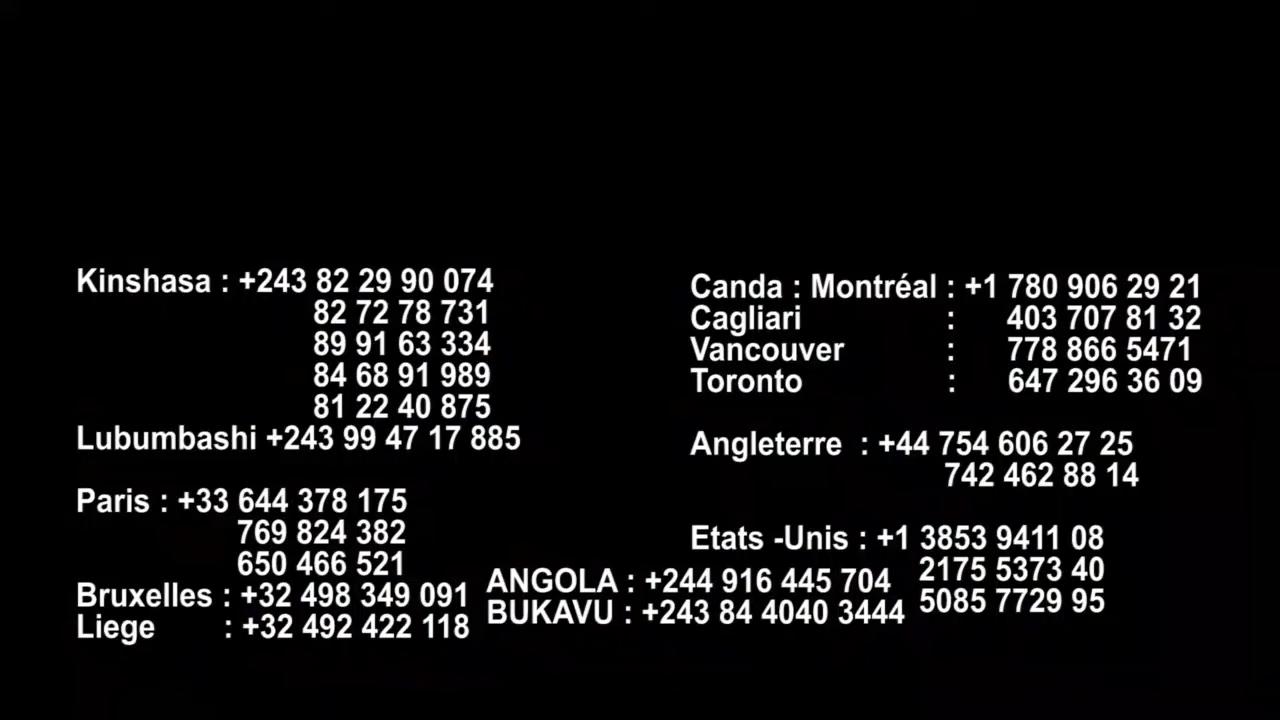 Kinshasa : +243 82 29 90 074
82 72 78 731
89 91 63 334
84 68 91 989
81 22 40 875
Lubumbashi +243 99 47 17 885
Paris : +33 644 378 175
769 824 382
650 466 521
Bruxelles : +32 498 349 091
Liege : +32 492 422 118
ANGOLA : +244 916 445 704
BUKAVU : +243 84 4040 3444
Canda : Montréal : +1 780 906 29 21
Cagliari : 403 707 81 32
Vancouver : 778 866 5471
Toronto : 647 296 36 09
Angleterre : +44 754 606 27 25
742 462 88 14
Etats -Unis : +1 3853 9411 08
2175 5373 40
5085 7729 95